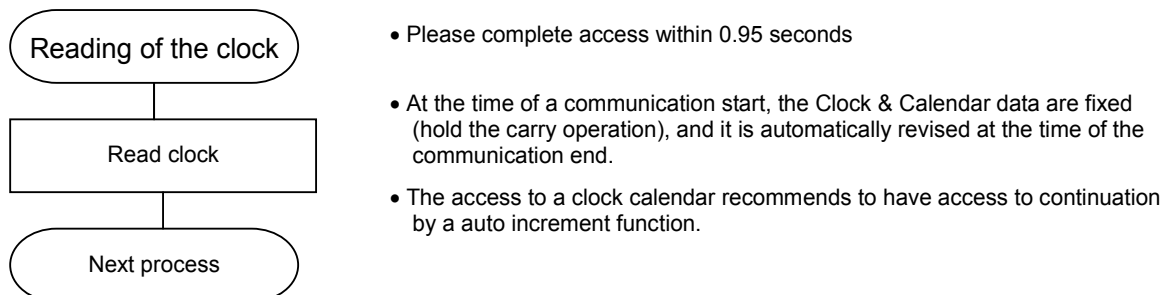 Reading of the clock
• Please complete access within 0.95 seconds
• At the time of a communication start, the Clock & Calendar data are fixed
(hold the carry operation), and it is automatically revised at the time of the
communication end.
Read clock
• The access to a clock calendar recommends to have access to continuation
by a auto increment function.
Next process